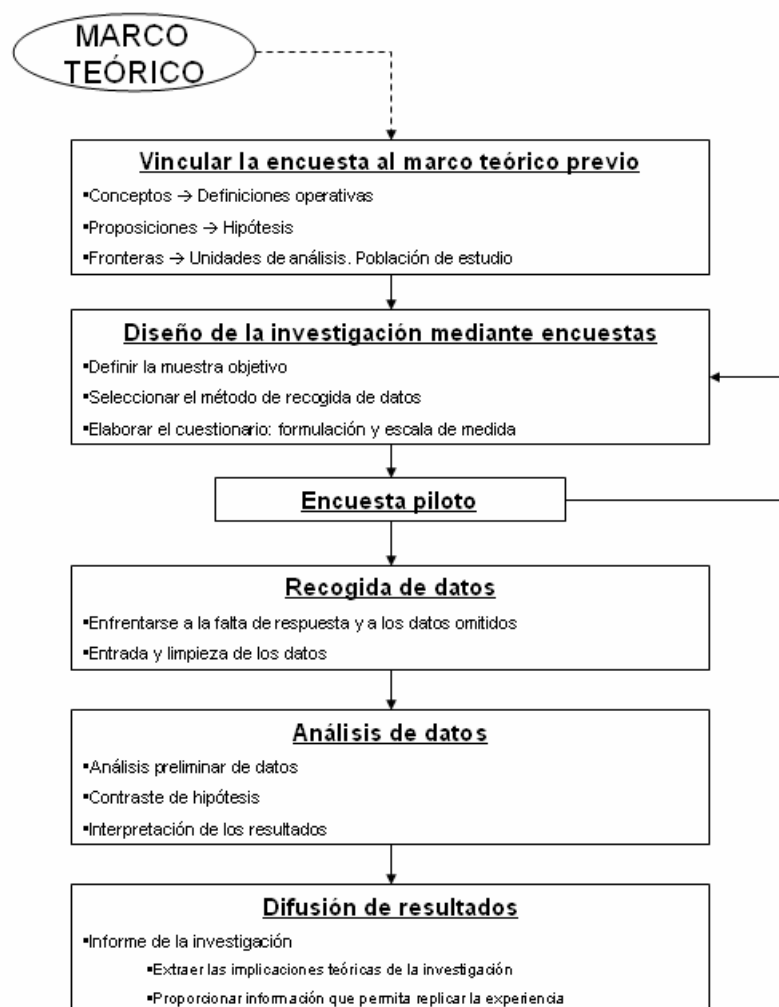 MARCO
TEÓRICO
Vincular la encuesta al marco teórico previo
▪Conceptos → Definiciones operativas
▪Proposiciones → Hipótesis
▪Fronteras → Unidades de análisis. Población de estudio
Diseño de la investigación mediante encuestas
▪Definir la muestra objetivo
▪Seleccionar el método de recogida de datos
▪Elaborar el cuestionario: formulación y escala de medida
Encuesta piloto
Recogida de datos
▪Enfrentarse a la falta de respuesta y a los datos omitidos
▪Entrada y limpieza de los datos
Análisis de datos
▪Análisis preliminar de datos
▪Contraste de hipótesis
▪Interpretación de los resultados
Difusión de resultados
▪Informe de la investigación
▪Extraer las implicaciones teóricas de la investigación
▪Proporcionar información que permita replicar la experiencia